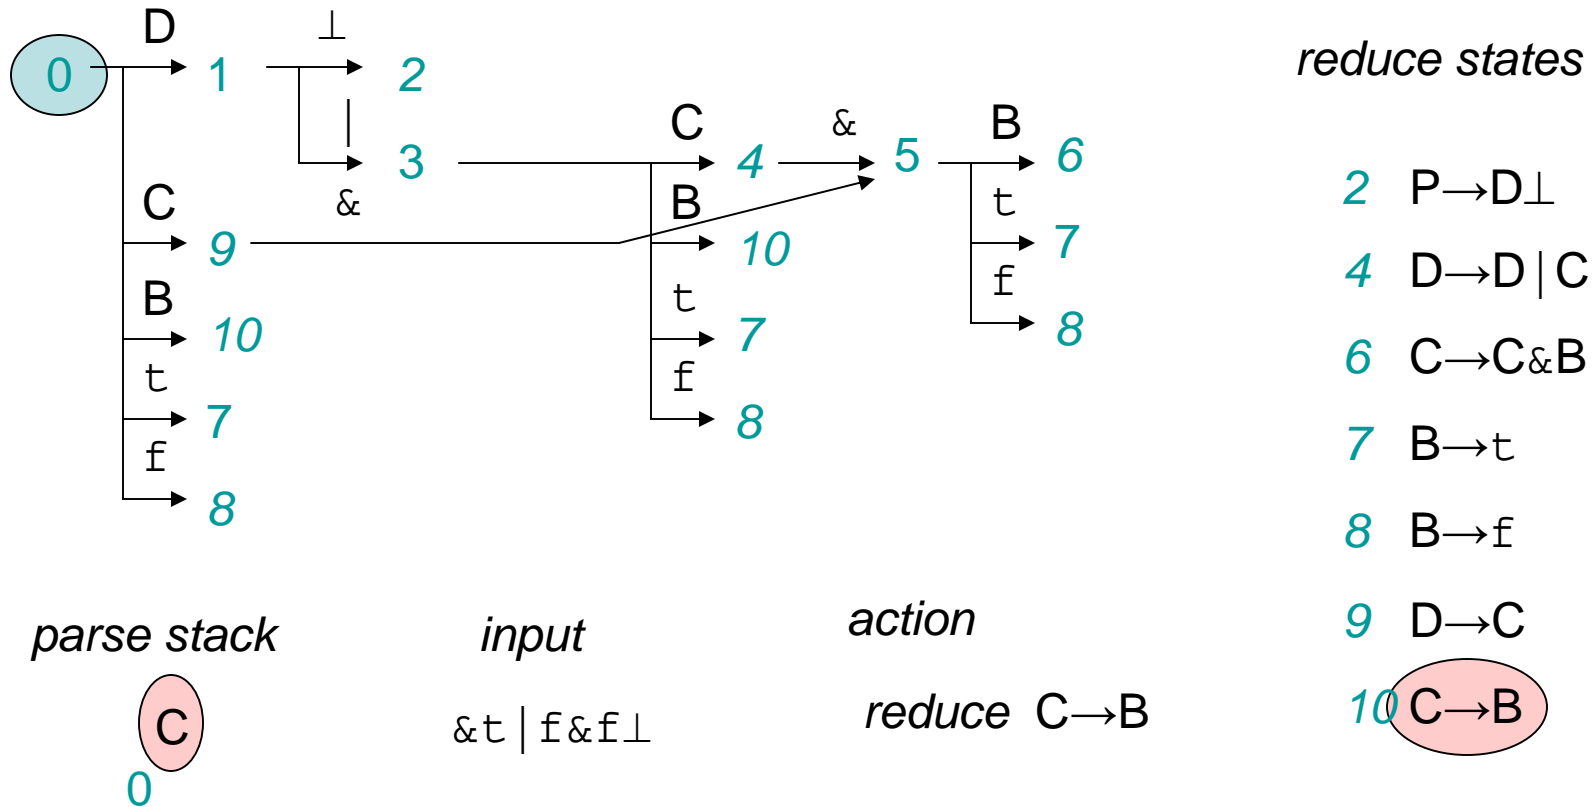 D ⊥
0 1 2
reduce states
|
C & B
3 4 5 6
& B t
C
9 10 7
2 P→D⊥
4 D→D|C
B t f
10 7 8
6 C→C&B
t f
7 8
7 B→t
f
8
8 B→f
9 D→C
parse stack input action
C &t|f&f⊥ reduce C→B
10 C→B
0